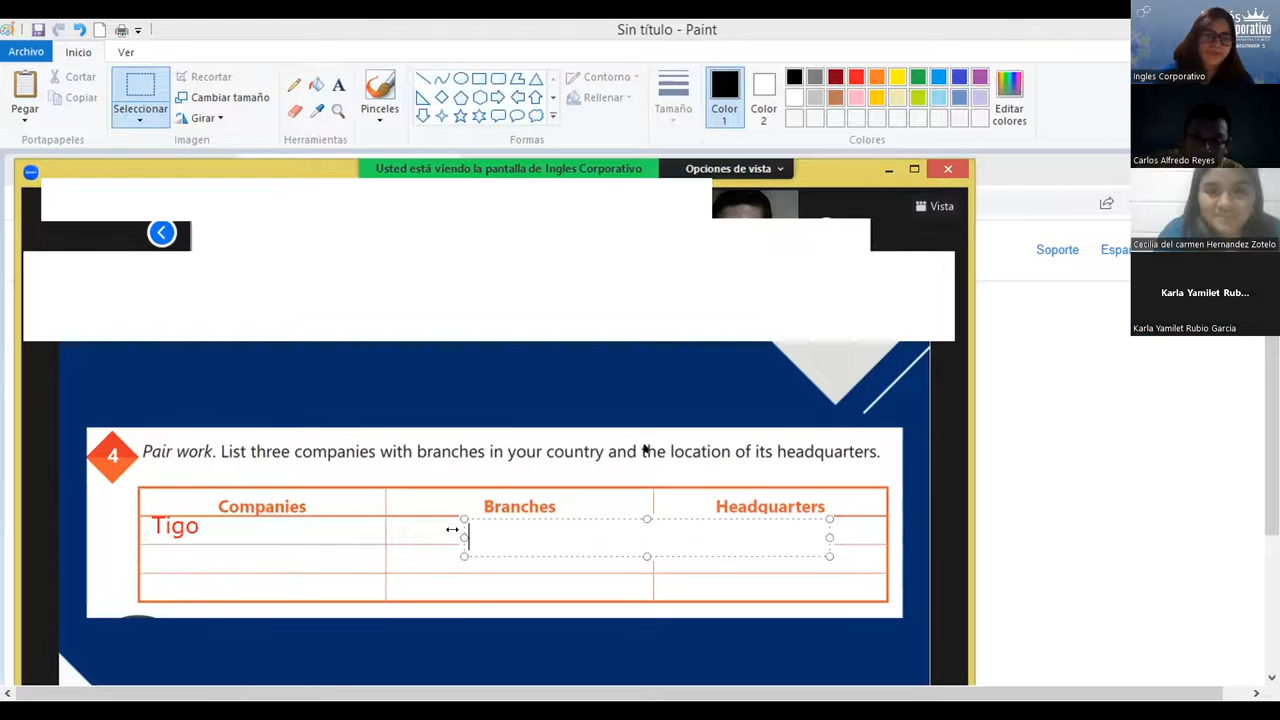 Sin título - Paint
Archivo
Inicio
Ver
Pegar
Cortar
Copiar
Portapapeles
Seleccionar
Recortar
Cambiar tamaño
Girar
Imagen
A
Herramientas
Pinceles
Contorno
Rellenar
Formas
Tamaño
Color 1
Color 2
Editar colores
Colores
Usted está viendo la pantalla de Ingles Corporativo
Opciones de vista
Vista
Soporte
Espa
4
Pair work. List three companies with branches in your country and the location of its headquarters.
Companies
Branches
Headquarters
Tigo
Ingles Corporativo
Carlos Alfredo Reyes
Cecilia del carmen Hernandez Zotelo
Karla Yamilet Rub...
Karla Yamilet Rubio Garcia